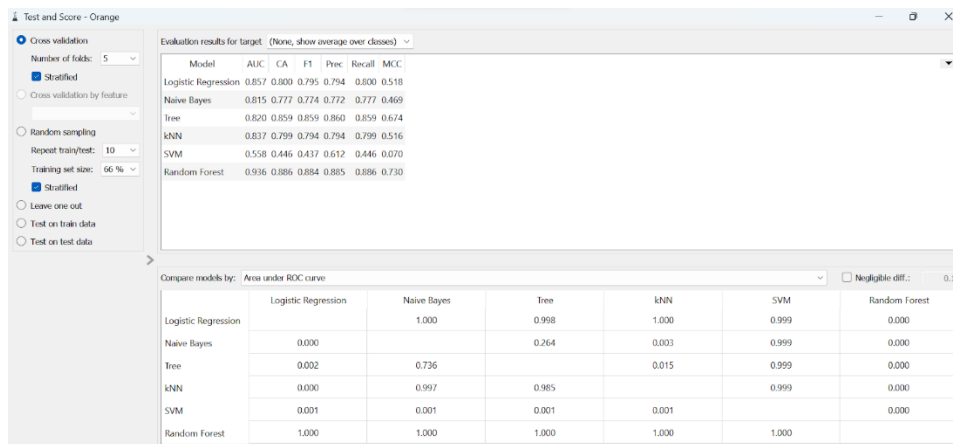 Test and Score - Orange
Cross validation
Number of folds: 5
Stratified
Cross validation by feature
Random sampling
Repeat train/test: 10
Training set size: 66 %
Stratified
Leave one out
Test on train data
Test on test data
Evaluation results for target (None, show average over classes)
Model AUC CA F1 Prec Recall MCC
Logistic Regression 0.857 0.800 0.795 0.794 0.800 0.518
Naive Bayes 0.815 0.777 0.774 0.772 0.777 0.469
Tree 0.820 0.859 0.859 0.860 0.859 0.674
kNN 0.837 0.799 0.794 0.794 0.799 0.516
SVM 0.558 0.446 0.437 0.612 0.446 0.070
Random Forest 0.936 0.886 0.884 0.885 0.886 0.730
Compare models by: Area under ROC curve Negligible diff.:
Logistic Regression Naive Bayes Tree kNN SVM Random Forest
Logistic Regression 1.000 0.998 1.000 0.999 0.000
Naive Bayes 0.000 0.264 0.003 0.999 0.000
Tree 0.002 0.736 0.015 0.999 0.000
kNN 0.000 0.997 0.985 0.999 0.000
SVM 0.001 0.001 0.001 0.001 0.000
Random Forest 1.000 1.000 1.000 1.000 1.000